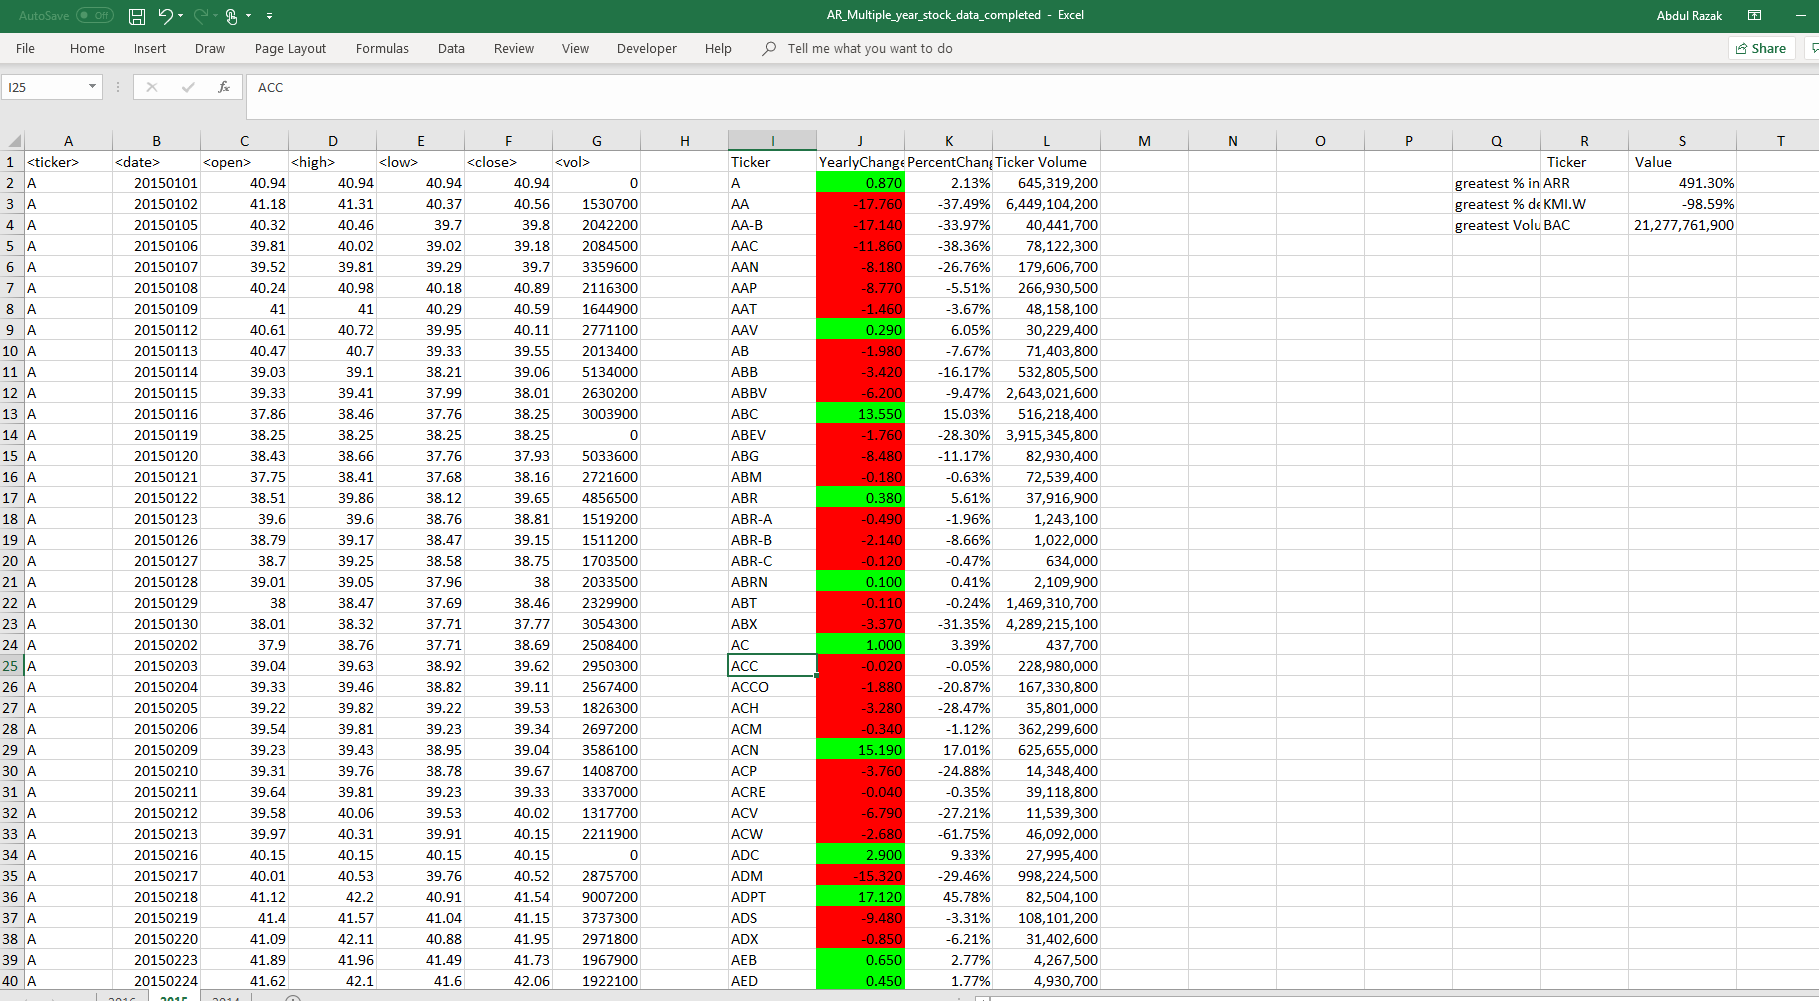 AutoSave Off AR_Multiple_year_stock_data_completed - Excel Abdul Razak
File Home Insert Draw Page Layout Formulas Data Review View Developer Help Tell me what you want to do Share
I25 fx ACC
A B C D E F G H I J K L M N O P Q R S T
1 <ticker> <date> <open> <high> <low> <close> <vol> Ticker YearlyChange PercentChang Ticker Volume Ticker Value
2 A 20150101 40.94 40.94 40.94 40.94 0 A 0.870 2.13% 645,319,200 greatest % in ARR 491.30%
3 A 20150102 41.18 41.31 40.37 40.56 1530700 AA -17.760 -37.49% 6,449,104,200 greatest % de KMI.W -98.59%
4 A 20150105 40.32 40.46 39.7 39.8 2042200 AA-B -17.140 -33.97% 40,441,700 greatest Volu BAC 21,277,761,900
5 A 20150106 39.81 40.02 39.02 39.18 2084500 AAC -11.860 -38.36% 78,122,300
6 A 20150107 39.52 39.81 39.29 39.7 3359600 AAN -8.180 -26.76% 179,606,700
7 A 20150108 40.24 40.98 40.18 40.89 2116300 AAP -8.770 -5.51% 266,930,500
8 A 20150109 41 41 40.29 40.59 1644900 AAT -1.460 -3.67% 48,158,100
9 A 20150112 40.61 40.72 39.95 40.11 2771100 AAV 0.290 6.05% 30,229,400
10 A 20150113 40.47 40.7 39.33 39.55 2013400 AB -1.980 -7.67% 71,403,800
11 A 20150114 39.03 39.1 38.21 39.06 5134000 ABB -3.420 -16.17% 532,805,500
12 A 20150115 39.33 39.41 37.99 38.01 2630200 ABBV -6.200 -9.47% 2,643,021,600
13 A 20150116 37.86 38.46 37.76 38.25 3003900 ABC 13.550 15.03% 516,218,400
14 A 20150119 38.25 38.25 38.25 38.25 0 ABEV -1.760 -28.30% 3,915,345,800
15 A 20150120 38.43 38.66 37.76 37.93 5033600 ABG -8.480 -11.17% 82,930,400
16 A 20150121 37.75 38.41 37.68 38.16 2721600 ABM -0.180 -0.63% 72,539,400
17 A 20150122 38.51 39.86 38.12 39.65 4856500 ABR 0.380 5.61% 37,916,900
18 A 20150123 39.6 39.6 38.76 38.81 1519200 ABR-A -0.490 -1.96% 1,243,100
19 A 20150126 38.79 39.17 38.47 39.15 1511200 ABR-B -2.140 -8.66% 1,022,000
20 A 20150127 38.7 39.25 38.58 38.75 1703500 ABR-C -0.120 -0.47% 634,000
21 A 20150128 39.01 39.05 37.96 38 2033500 ABRN 0.100 0.41% 2,109,900
22 A 20150129 38 38.47 37.69 38.46 2329900 ABT -0.110 -0.24% 1,469,310,700
23 A 20150130 38.01 38.32 37.71 37.77 3054300 ABX -3.370 -31.35% 4,289,215,100
24 A 20150202 37.9 38.76 37.71 38.69 2508400 AC 1.000 3.39% 437,700
25 A 20150203 39.04 39.63 38.92 39.62 2950300 ACC -0.020 -0.05% 228,980,000
26 A 20150204 39.33 39.46 38.82 39.11 2567400 ACCO -1.880 -20.87% 167,330,800
27 A 20150205 39.22 39.82 39.22 39.53 1826300 ACH -3.280 -28.47% 35,801,000
28 A 20150206 39.54 39.81 39.23 39.34 2697200 ACM -0.340 -1.12% 362,299,600
29 A 20150209 39.23 39.43 38.95 39.04 3586100 ACN 15.190 17.01% 625,655,000
30 A 20150210 39.31 39.76 38.78 39.67 1408700 ACP -3.760 -24.88% 14,348,400
31 A 20150211 39.64 39.81 39.23 39.33 3337000 ACRE -0.040 -0.35% 39,118,800
32 A 20150212 39.58 40.06 39.53 40.02 1317700 ACV -6.790 -27.21% 11,539,300
33 A 20150213 39.97 40.31 39.91 40.15 2211900 ACW -2.680 -61.75% 46,092,000
34 A 20150216 40.15 40.15 40.15 40.15 0 ADC 2.900 9.33% 27,995,400
35 A 20150217 40.01 40.53 39.76 40.52 2875700 ADM -15.320 -29.46% 998,224,500
36 A 20150218 41.12 42.2 40.91 41.54 9007200 ADPT 17.120 45.78% 82,504,100
37 A 20150219 41.4 41.57 41.04 41.15 3737300 ADS -9.480 -3.31% 108,101,200
38 A 20150220 41.09 42.11 40.88 41.95 2971800 ADX -0.850 -6.21% 31,402,600
39 A 20150223 41.89 41.96 41.49 41.73 1967900 AEB 0.650 2.77% 4,267,500
40 A 20150224 41.62 42.1 41.6 42.06 1922100 AED 0.450 1.77% 4,930,700
2016 2015 2014